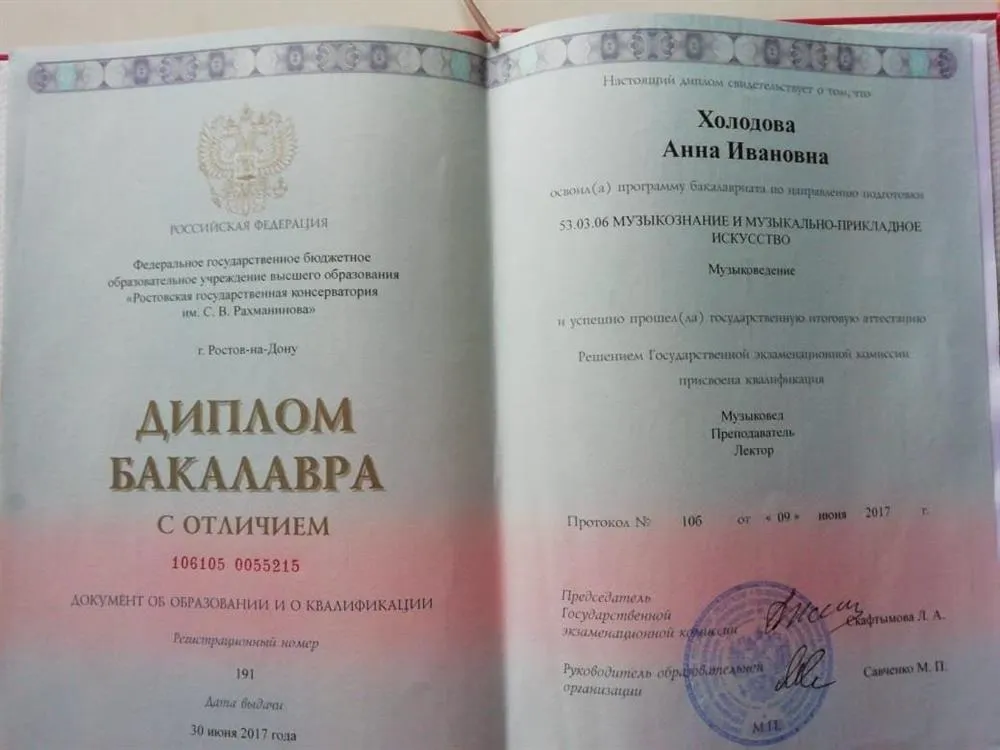 РОССИЙСКАЯ ФЕДЕРАЦИЯ
Федеральное государственное бюджетное
образовательное учреждение высшего образования
«Ростовская государственная консерватория
им. С. В. Рахманинова»
г. Ростов-на-Дону
ДИПЛОМ
БАКАЛАВРА
С ОТЛИЧИЕМ
106105 0055215
ДОКУМЕНТ ОБ ОБРАЗОВАНИИ И О КВАЛИФИКАЦИИ
Регистрационный номер
191
Дата выдачи
30 июня 2017 года
Настоящий диплом свидетельствует о том, что
Холодова
Анна Ивановна
освоил(а) программу бакалавриата по направлению подготовки
53.03.06 МУЗЫКОЗНАНИЕ И МУЗЫКАЛЬНО-ПРИКЛАДНОЕ
ИСКУССТВО
Музыковедение
и успешно прошел(ла) государственную итоговую аттестацию
Решением Государственной экзаменационной комиссии
присвоена квалификация
Музыковед
Преподаватель
Лектор
Протокол № 106 от « 09 » июня 2017 г.
Председатель
Государственной
экзаменационной комиссии Скафтымова Л. А.
Руководитель образовательной
организации Савченко М. П.
М.П.